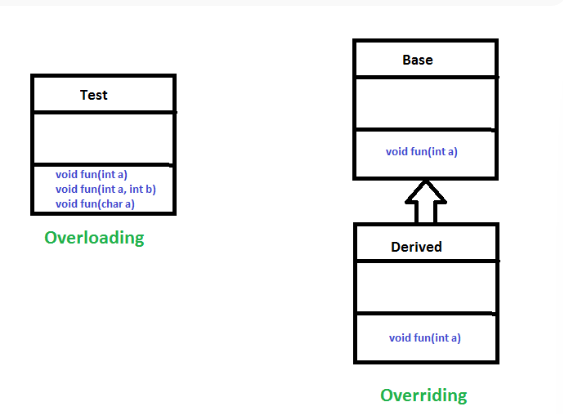 Test
void fun(int a)
void fun(int a, int b)
void fun(char a)
Overloading
Base
void fun(int a)
Derived
void fun(int a)
Overriding